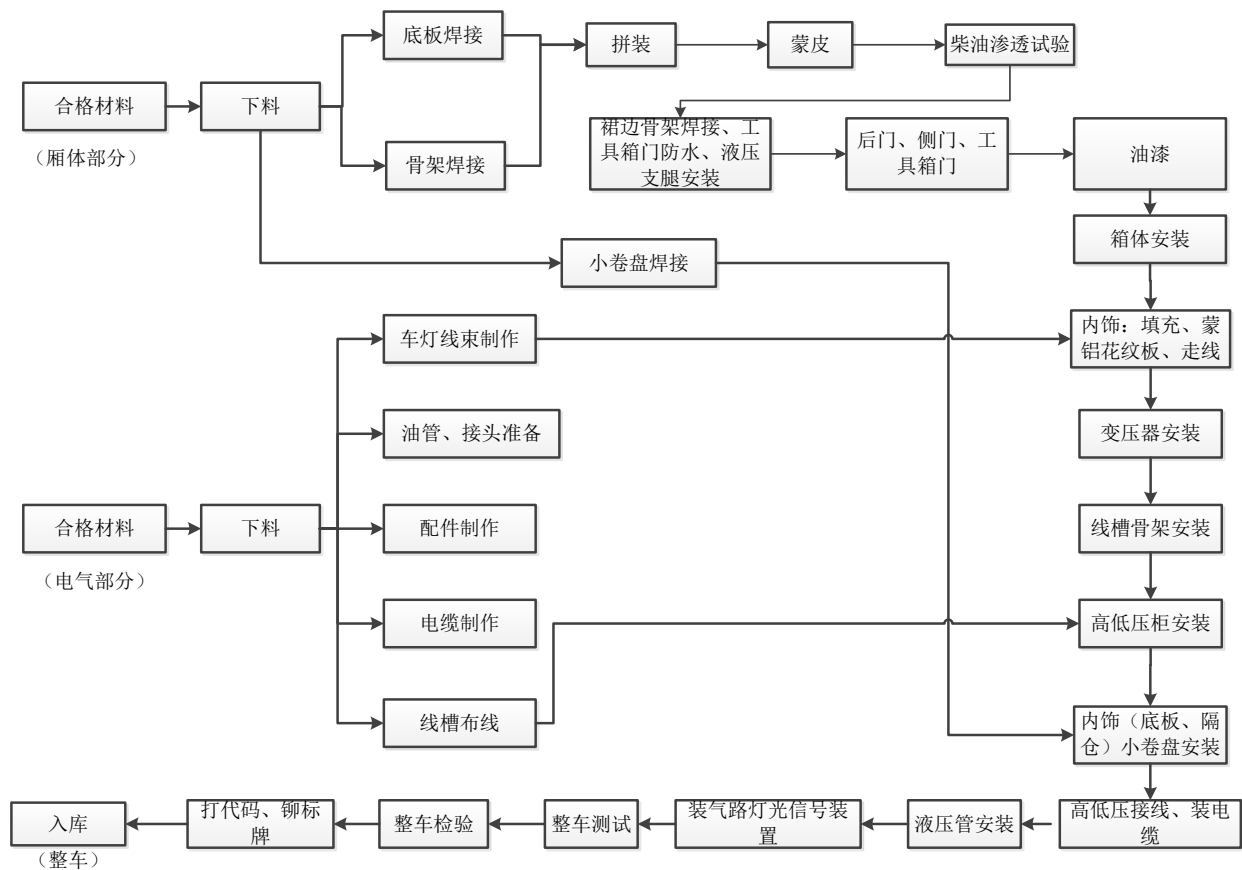 底板焊接
拼装
蒙皮
柴油渗透试验
合格材料
下料
（厢体部分）
骨架焊接
裙边骨架焊接、工
具箱门防水、液压
支腿安装
后门、侧门、工
具箱门
油漆
箱体安装
小卷盘焊接
车灯线束制作
内饰：填充、蒙
铝花纹板、走线
油管、接头准备
变压器安装
合格材料
下料
配件制作
线槽骨架安装
（电气部分）
电缆制作
高低压柜安装
线槽布线
内饰（底板、隔
仓）小卷盘安装
入库
打代码、铆标
牌
整车检验
整车测试
装气路灯光信号装
置
液压管安装
高低压接线、装电
缆
（整车）